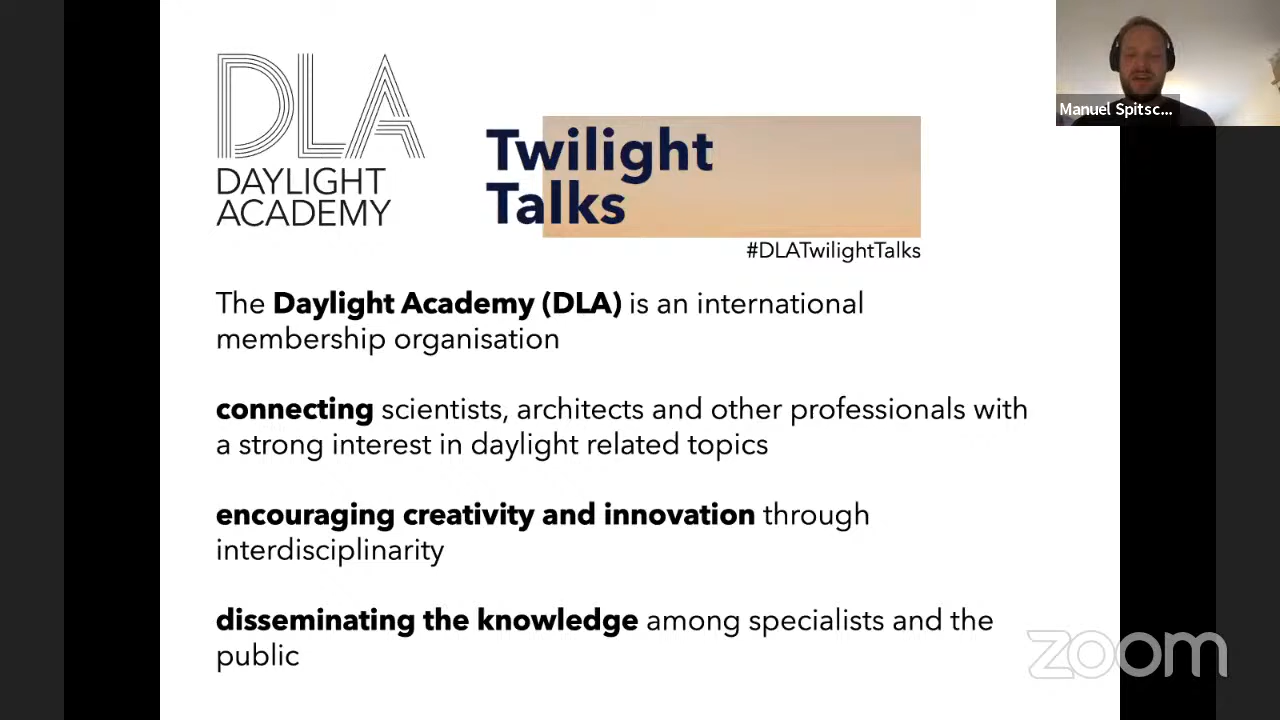 DLA
DAYLIGHT
ACADEMY
Twilight
Talks
#DLATwilightTalks
Manuel Spitsc...
The Daylight Academy (DLA) is an international
membership organisation
connecting scientists, architects and other professionals with
a strong interest in daylight related topics
encouraging creativity and innovation through
interdisciplinarity
disseminating the knowledge among specialists and the
public
zoom